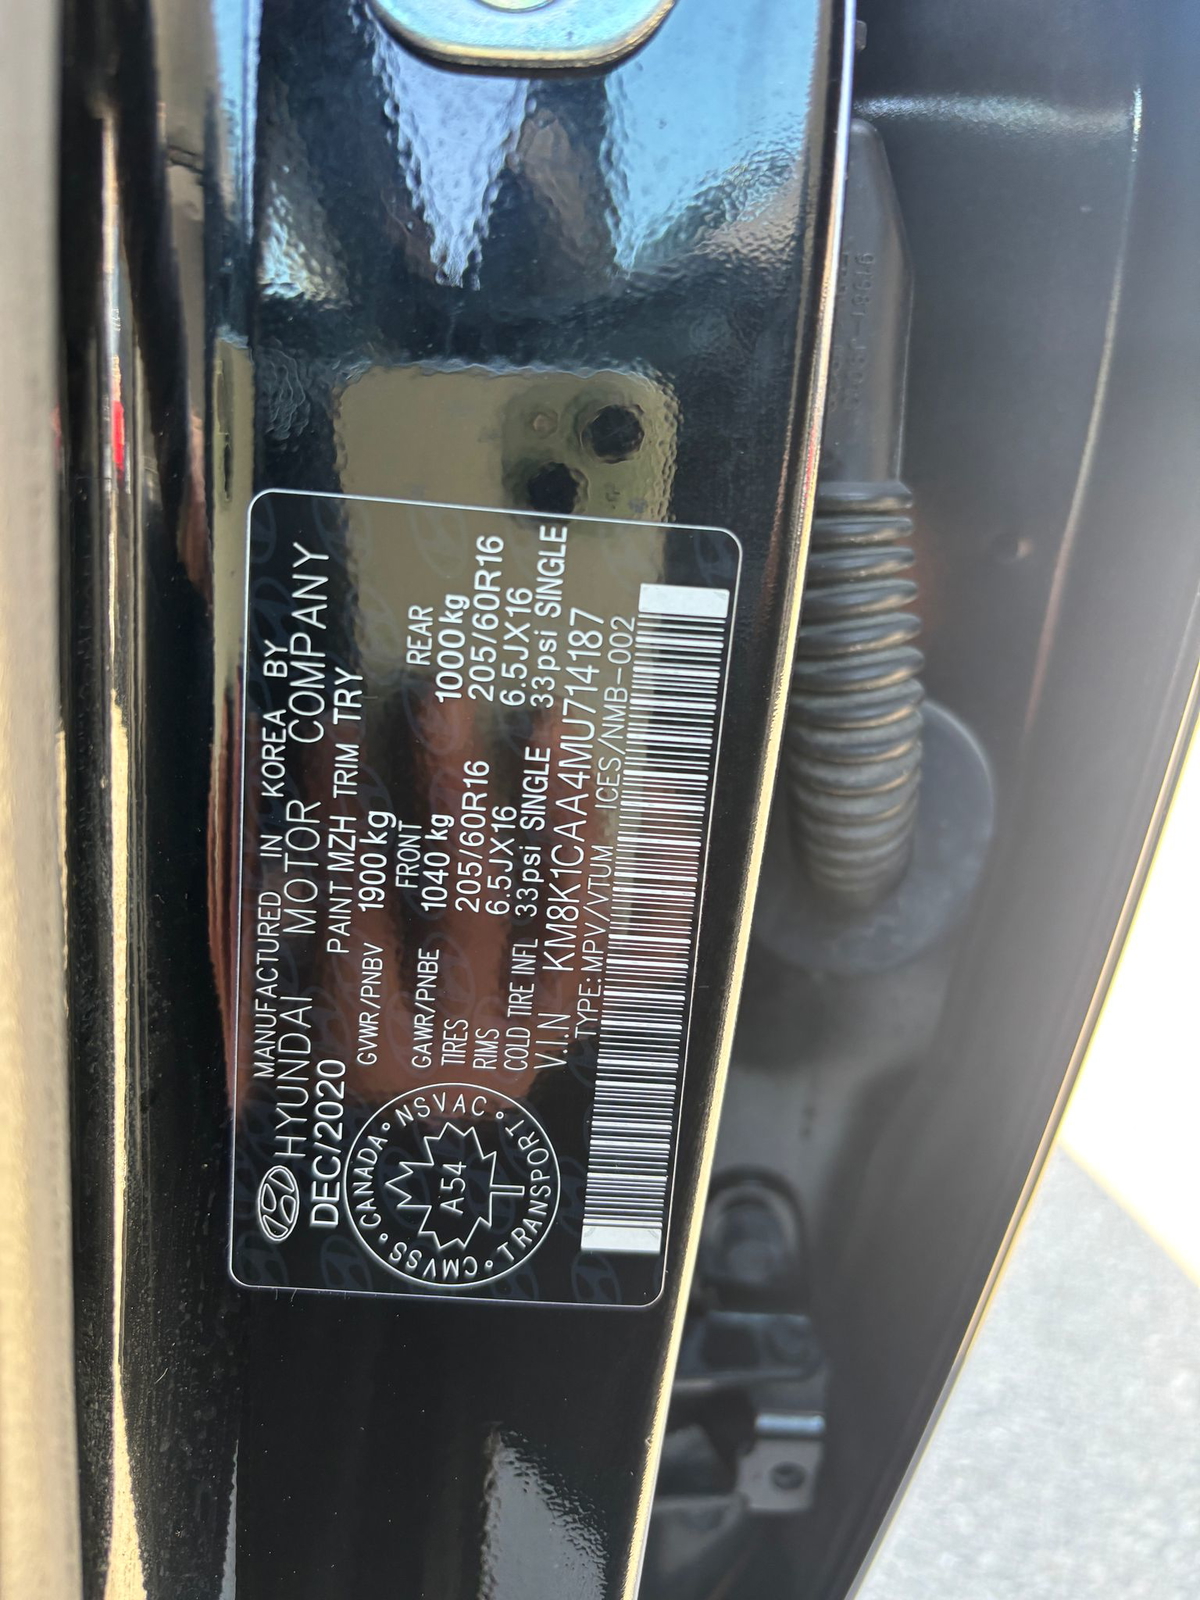 MANUFACTURED IN KOREA BY
HYUNDAI MOTOR COMPANY
DEC/2020 PAINT MZH TRIM TRY
GVWR/PNBV 1900 kg
FRONT REAR
GAWR/PNBE 1040 kg 1000 kg
TIRES 205/60R16 205/60R16
RIMS 6.5JX16 6.5JX16
COLD TIRE INFL 33psi SINGLE 33psi SINGLE
V.I.N KM8K1CAA4MU714187
TYPE: MPV/VTUM ICES/NMB-002
CANADA • NSVAC • TRANSPORT • CMVSS •
A 54